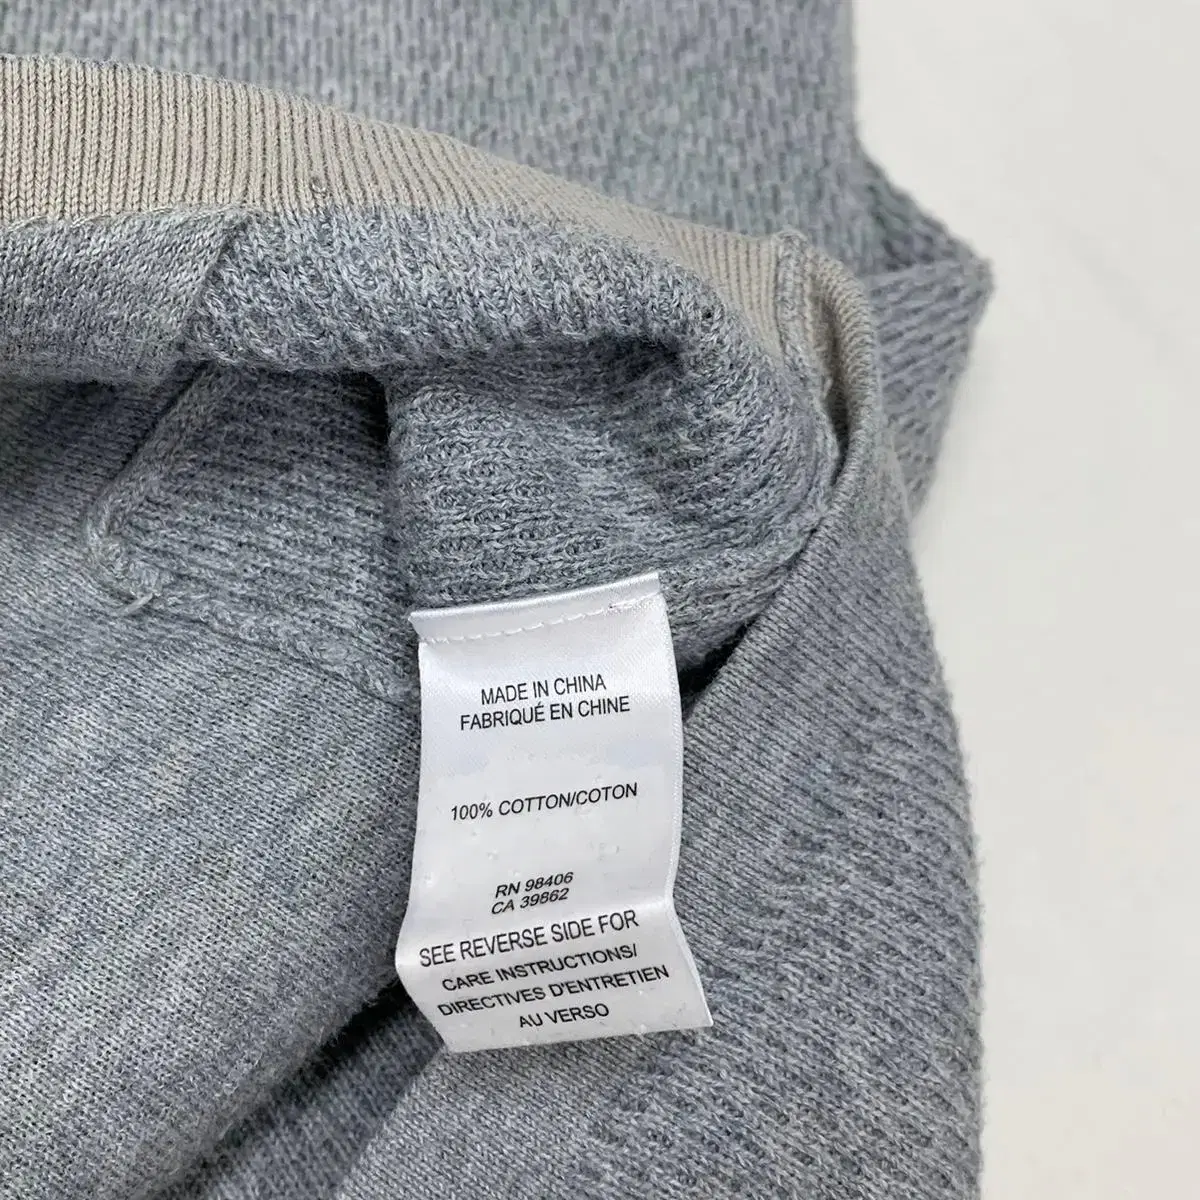 MADE IN CHINA
FABRIQUÉ EN CHINE
100% COTTON/COTON
RN 98406
CA 39862
SEE REVERSE SIDE FOR
CARE INSTRUCTIONS/
DIRECTIVES D'ENTRETIEN
AU VERSO